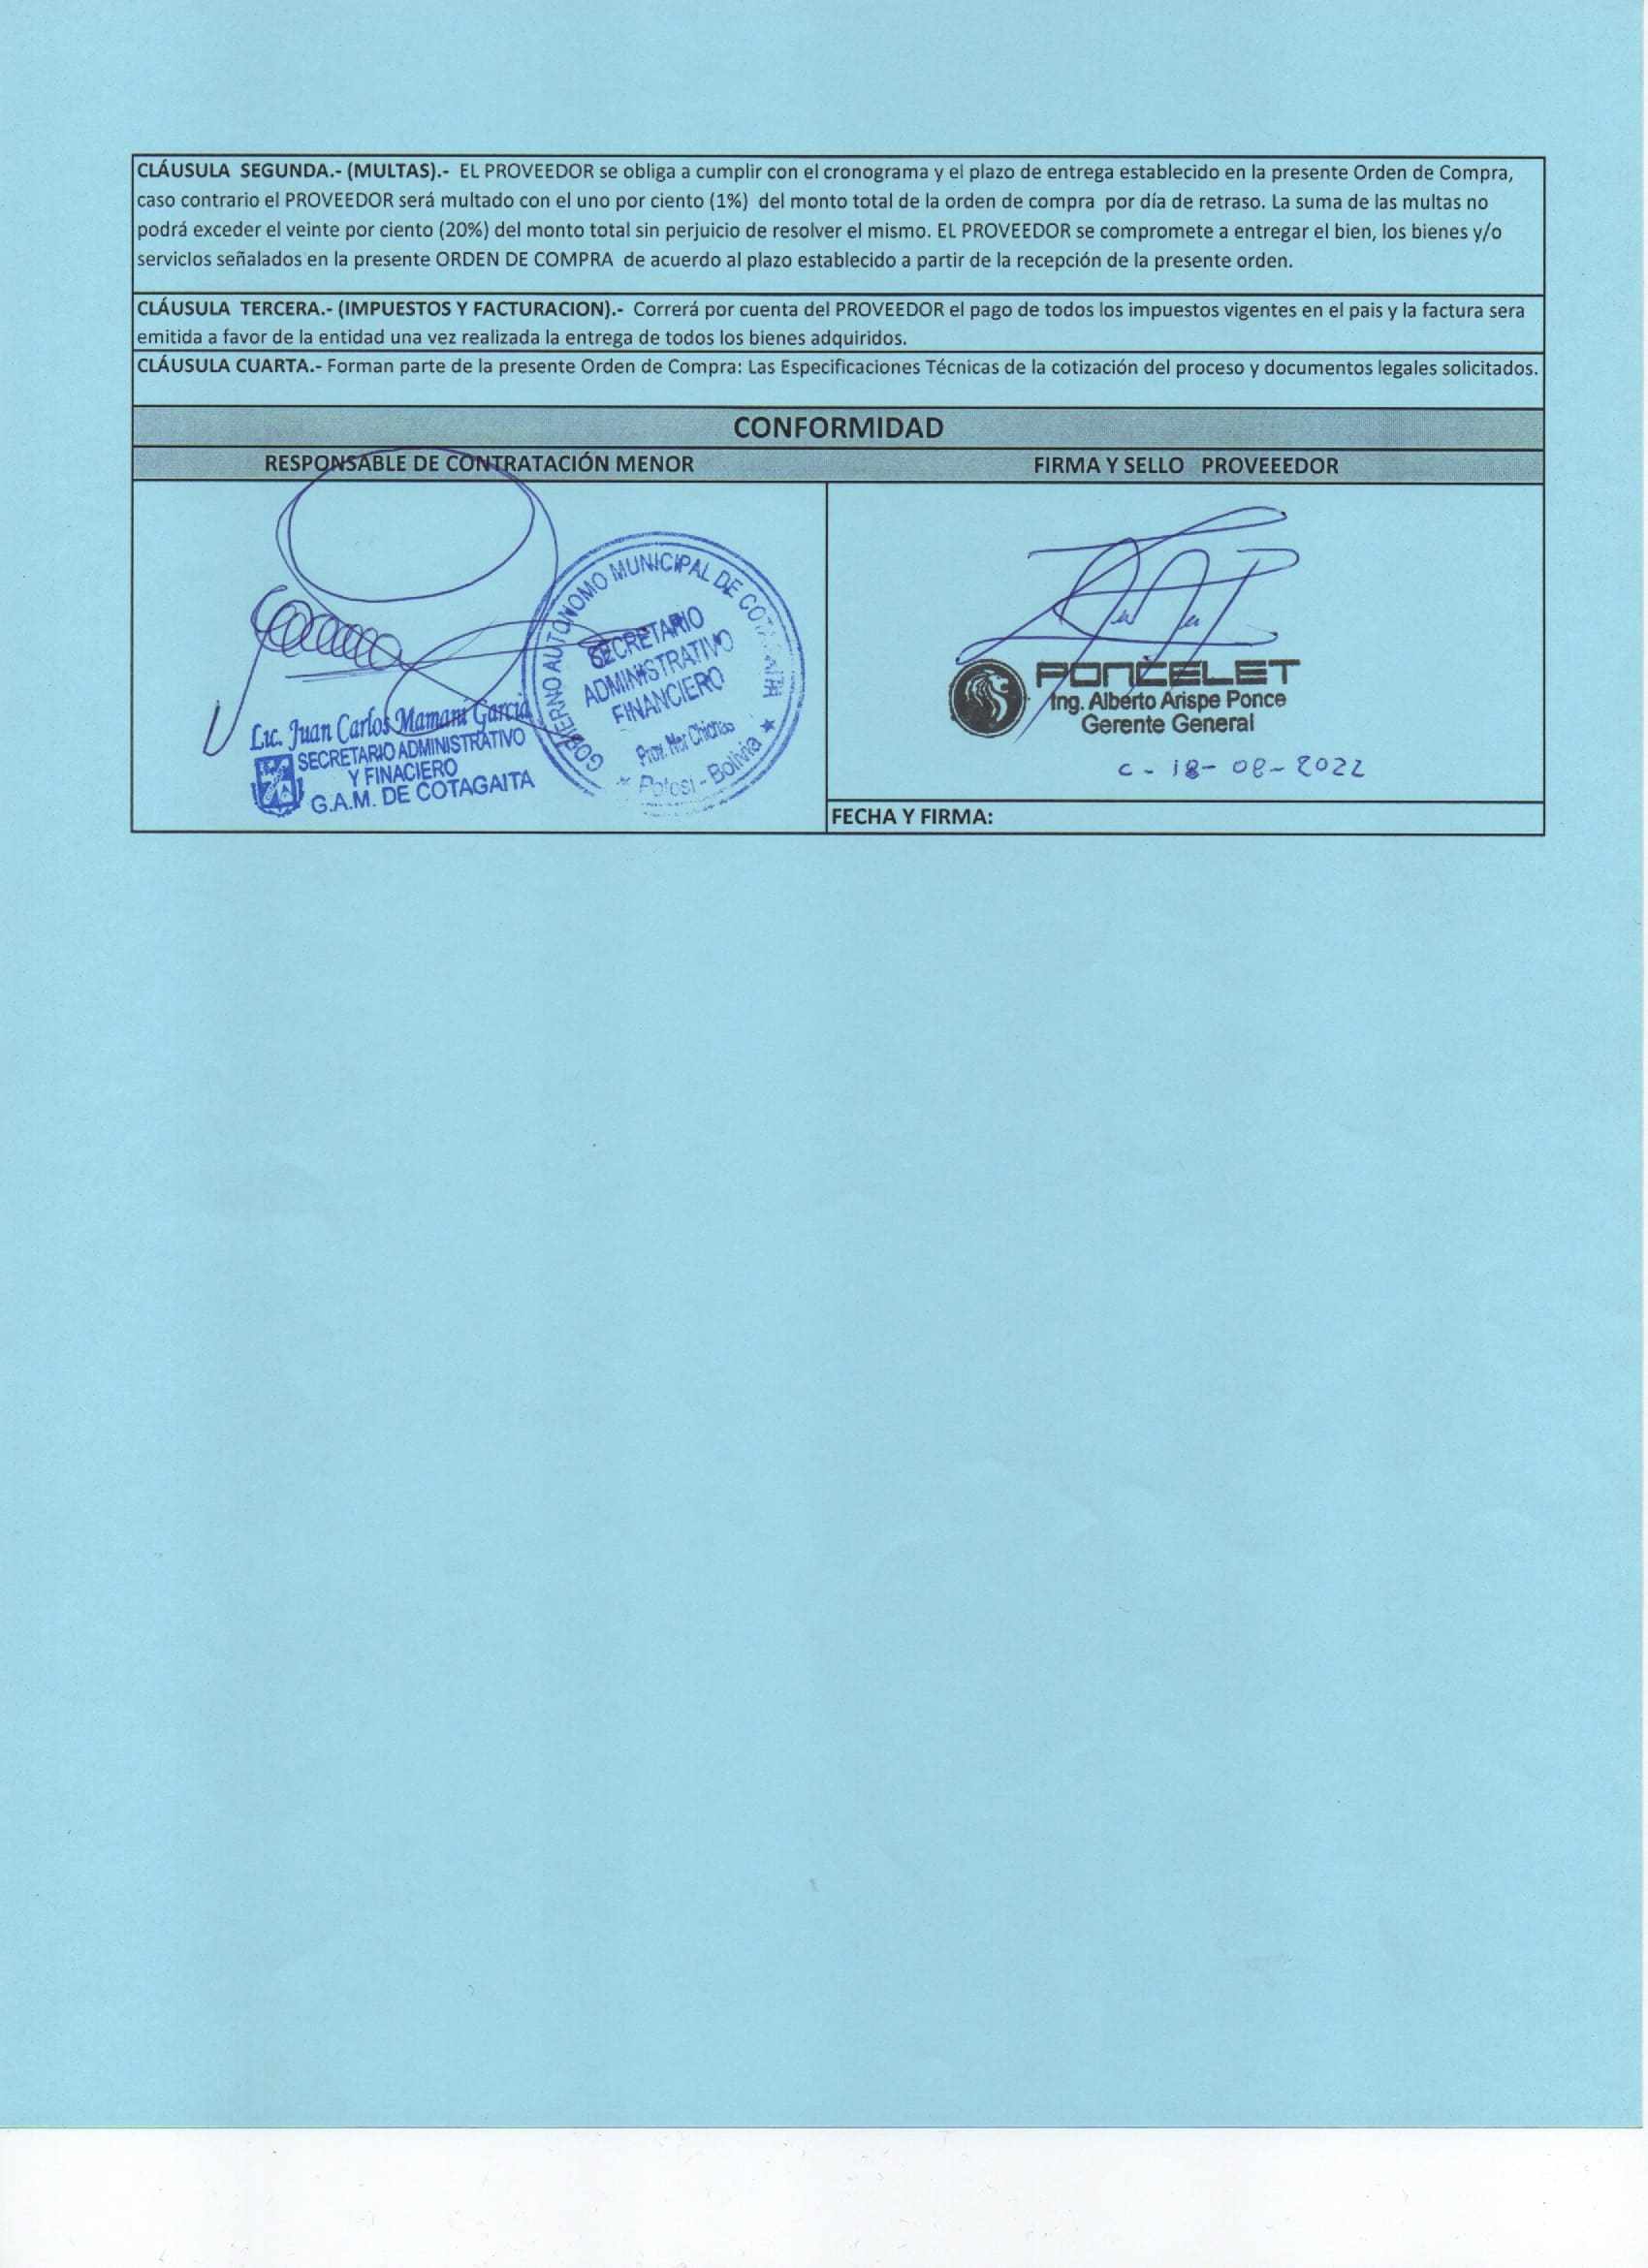 CLÁUSULA SEGUNDA.- (MULTAS).- EL PROVEEDOR se obliga a cumplir con el cronograma y el plazo de entrega establecido en la presente Orden de Compra,
caso contrario el PROVEEDOR será multado con el uno por ciento (1%) del monto total de la orden de compra por día de retraso. La suma de las multas no
podrá exceder el veinte por ciento (20%) del monto total sin perjuicio de resolver el mismo. EL PROVEEDOR se compromete a entregar el bien, los bienes y/o
servicios señalados en la presente ORDEN DE COMPRA de acuerdo al plazo establecido a partir de la recepción de la presente orden.
CLÁUSULA TERCERA.- (IMPUESTOS Y FACTURACION).- Correrá por cuenta del PROVEEDOR el pago de todos los impuestos vigentes en el pais y la factura sera
emitida a favor de la entidad una vez realizada la entrega de todos los bienes adquiridos.
CLÁUSULA CUARTA.- Forman parte de la presente Orden de Compra: Las Especificaciones Técnicas de la cotización del proceso y documentos legales solicitados.
CONFORMIDAD
RESPONSABLE DE CONTRATACIÓN MENOR
FIRMA Y SELLO PROVEEEDOR
Lic. Juan Carlos Mamani García
SECRETARIO ADMINISTRATIVO
Y FINACIERO
G.A.M. DE COTAGAITA
GOBIERNO AUTONOMO MUNICIPAL DE COTAGAITA
SECRETARIO
ADMINISTRATIVO
FINANCIERO
Prov. Nor Chichas
Potosi - Bolivia
PONCELET
Ing. Alberto Arispe Ponce
Gerente General
C - 18- 08- 2022
FECHA Y FIRMA: